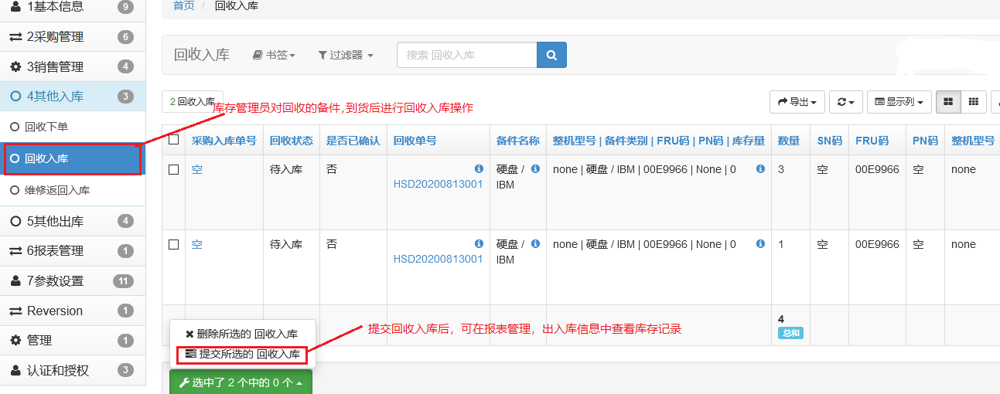 1基本信息 9
2采购管理 6
3销售管理 4
4其他入库 3
回收下单
回收入库
维修返回入库
5其他出库 4
6报表管理 1
7参数设置 11
Reversion 1
管理 1
认证和授权 3
首页 / 回收入库
回收入库 书签 过滤器 搜索 回收入库
2 回收入库
库存管理员对回收的备件,到货后进行回收入库操作
导出 显示列
采购入库单号 回收状态 是否已确认 回收单号 备件名称 整机型号 | 备件类别 | FRU码 | PN码 | 库存量 数量 SN码 FRU码 PN码 整机型号
空 待入库 否 HSD20200813001 硬盘 / IBM none | 硬盘 / IBM | 00E9966 | None | 0 3 空 00E9966 空 none
空 待入库 否 HSD20200813001 硬盘 / IBM none | 硬盘 / IBM | 00E9966 | None | 0 1 空 00E9966 空 none
4
总和
提交回收入库后，可在报表管理，出入库信息中查看库存记录
删除所选的 回收入库
提交所选的 回收入库
选中了 2 个中的 0 个